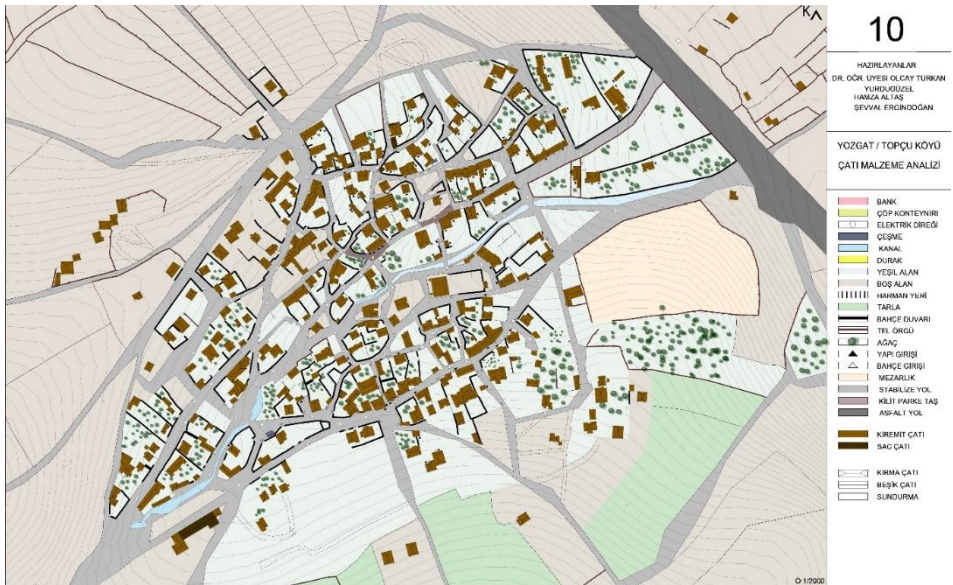 K
10
HAZIRLAYANLAR
DR. ÖĞR. ÜYESİ OLCAY TÜRKAN
YURDUGÜZEL
HAMZA ALTAŞ
ŞEVVAL ERGİNDOĞAN
YOZGAT / TOPÇU KÖYÜ
ÇATI MALZEME ANALİZİ
BANK
ÇÖP KONTEYNIRI
ELEKTRİK DİREĞİ
ÇEŞME
KANAL
DURAK
YEŞİL ALAN
BOŞ ALAN
HARMAN YERİ
TARLA
BAHÇE DUVARI
TEL ÖRGÜ
AĞAÇ
YAPI GİRİŞİ
BAHÇE GİRİŞİ
MEZARLIK
STABİLİZE YOL
KİLİT PARKE TAŞ
ASFALT YOL
KİREMİT ÇATI
SAC ÇATI
KIRMA ÇATI
BEŞİK ÇATI
SUNDURMA
Ö:1/2000